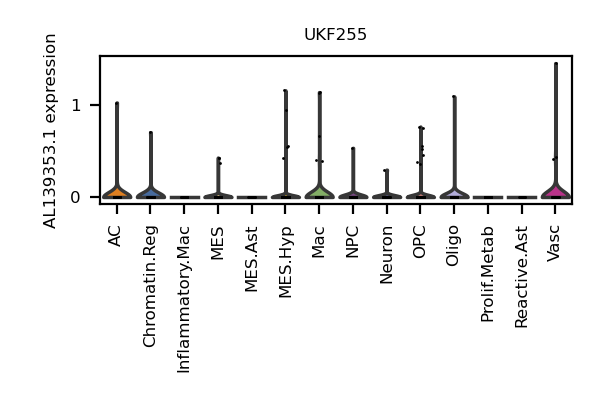 UKF255
AL139353.1 expression
1
0
AC
Chromatin.Reg
Inflammatory.Mac
MES
MES.Ast
MES.Hyp
Mac
NPC
Neuron
OPC
Oligo
Prolif.Metab
Reactive.Ast
Vasc